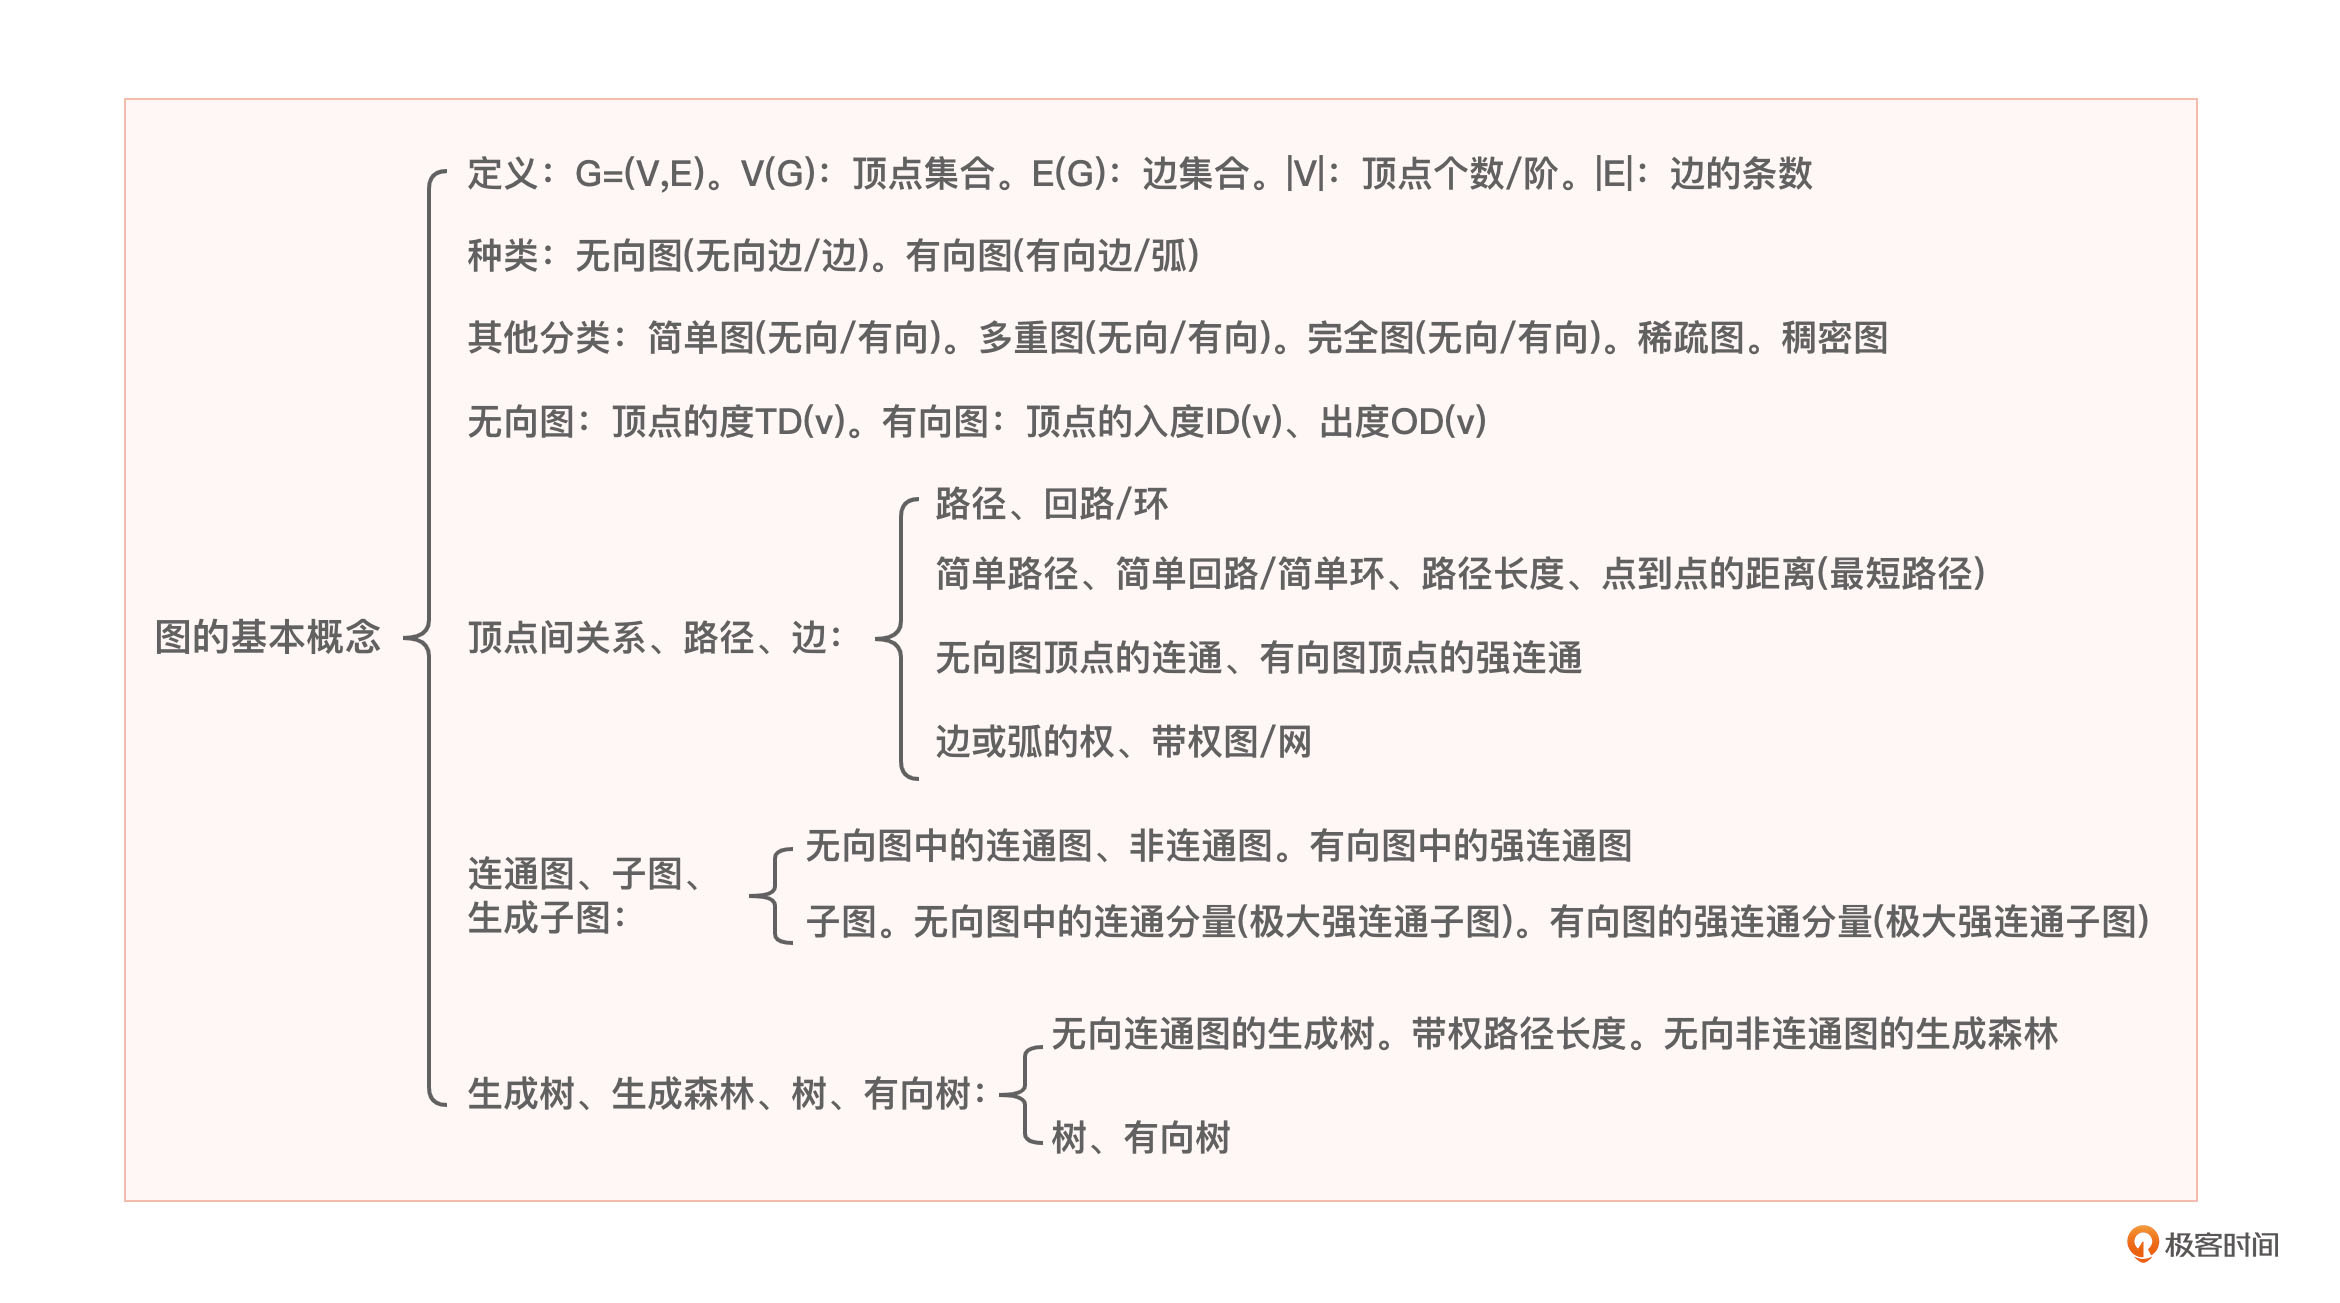 定义：G=(V,E)。V(G)：顶点集合。E(G)：边集合。|V|：顶点个数/阶。|E|：边的条数
种类：无向图(无向边/边)。有向图(有向边/弧)
其他分类：简单图(无向/有向)。多重图(无向/有向)。完全图(无向/有向)。稀疏图。稠密图
无向图：顶点的度TD(v)。有向图：顶点的入度ID(v)、出度OD(v)
图的基本概念
顶点间关系、路径、边：
路径、回路/环
简单路径、简单回路/简单环、路径长度、点到点的距离(最短路径)
无向图顶点的连通、有向图顶点的强连通
边或弧的权、带权图/网
连通图、子图、
生成子图：
无向图中的连通图、非连通图。有向图中的强连通图
子图。无向图中的连通分量(极大强连通子图)。有向图的强连通分量(极大强连通子图)
生成树、生成森林、树、有向树：
无向连通图的生成树。带权路径长度。无向非连通图的生成森林
树、有向树
极客时间